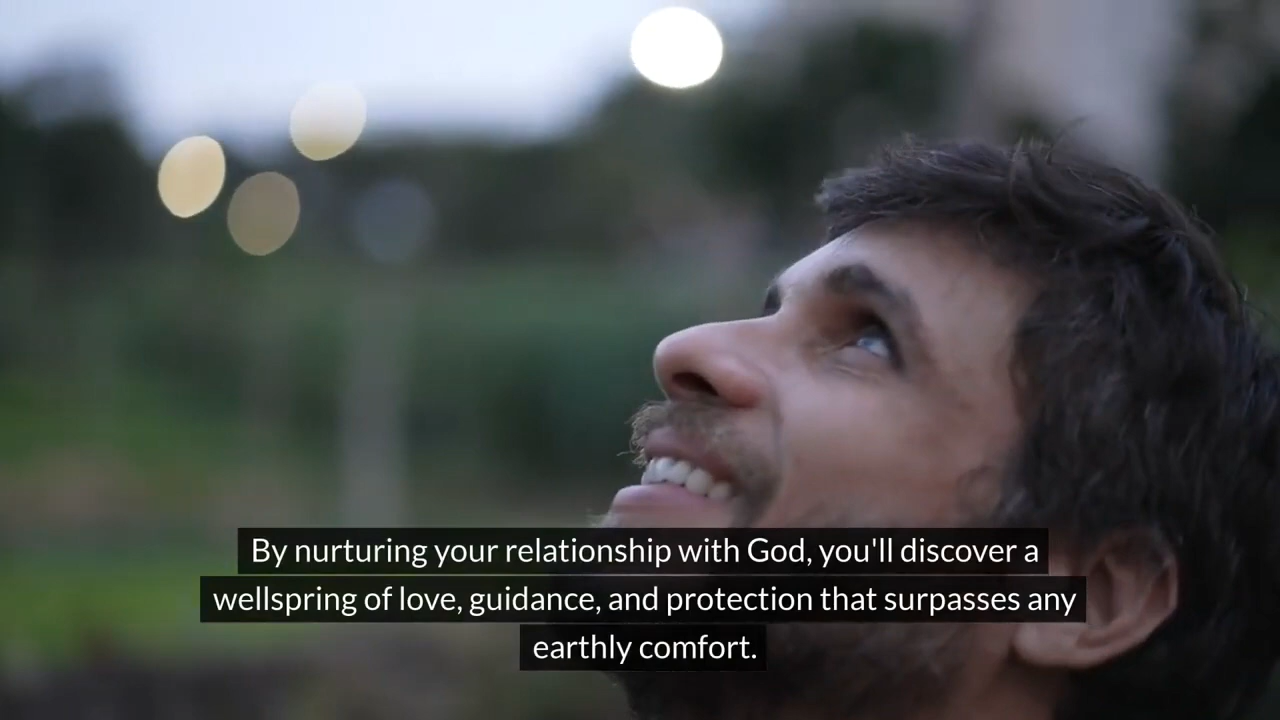 By nurturing your relationship with God, you'll discover a
wellspring of love, guidance, and protection that surpasses any
earthly comfort.